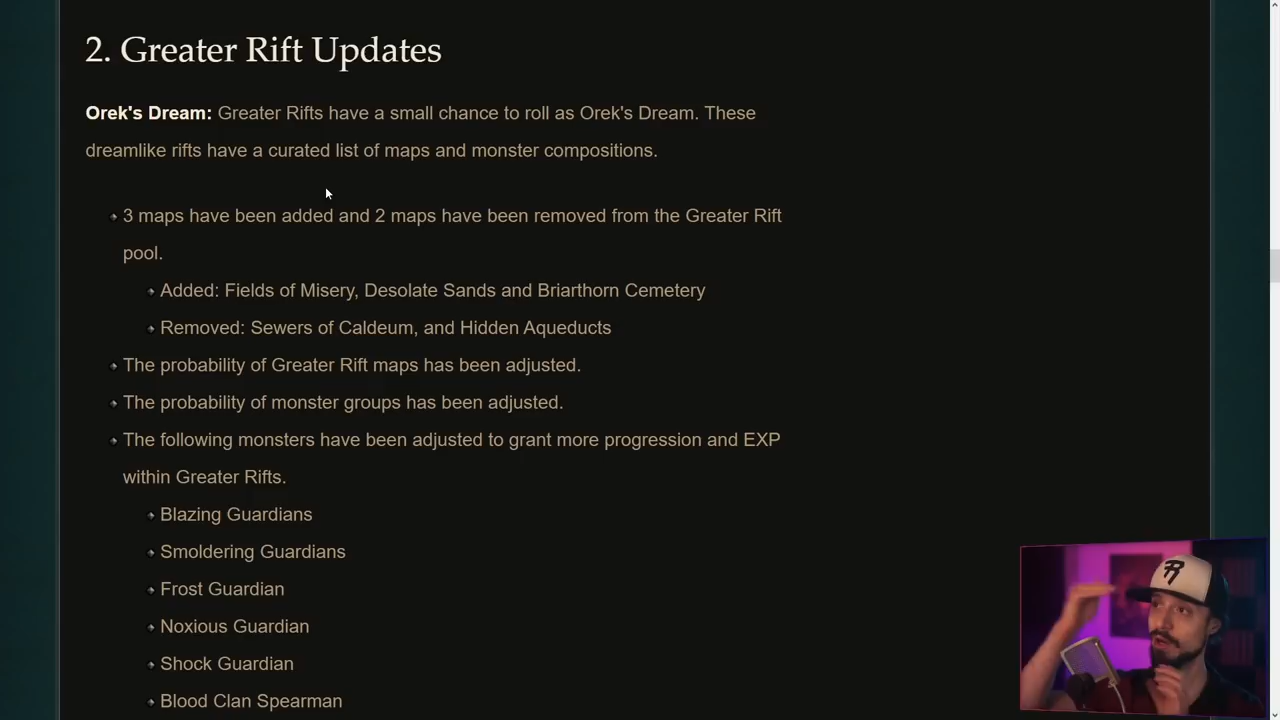 2. Greater Rift Updates
Orek's Dream: Greater Rifts have a small chance to roll as Orek's Dream. These
dreamlike rifts have a curated list of maps and monster compositions.
3 maps have been added and 2 maps have been removed from the Greater Rift
pool.
Added: Fields of Misery, Desolate Sands and Briarthorn Cemetery
Removed: Sewers of Caldeum, and Hidden Aqueducts
The probability of Greater Rift maps has been adjusted.
The probability of monster groups has been adjusted.
The following monsters have been adjusted to grant more progression and EXP
within Greater Rifts.
Blazing Guardians
Smoldering Guardians
Frost Guardian
Noxious Guardian
Shock Guardian
Blood Clan Spearman